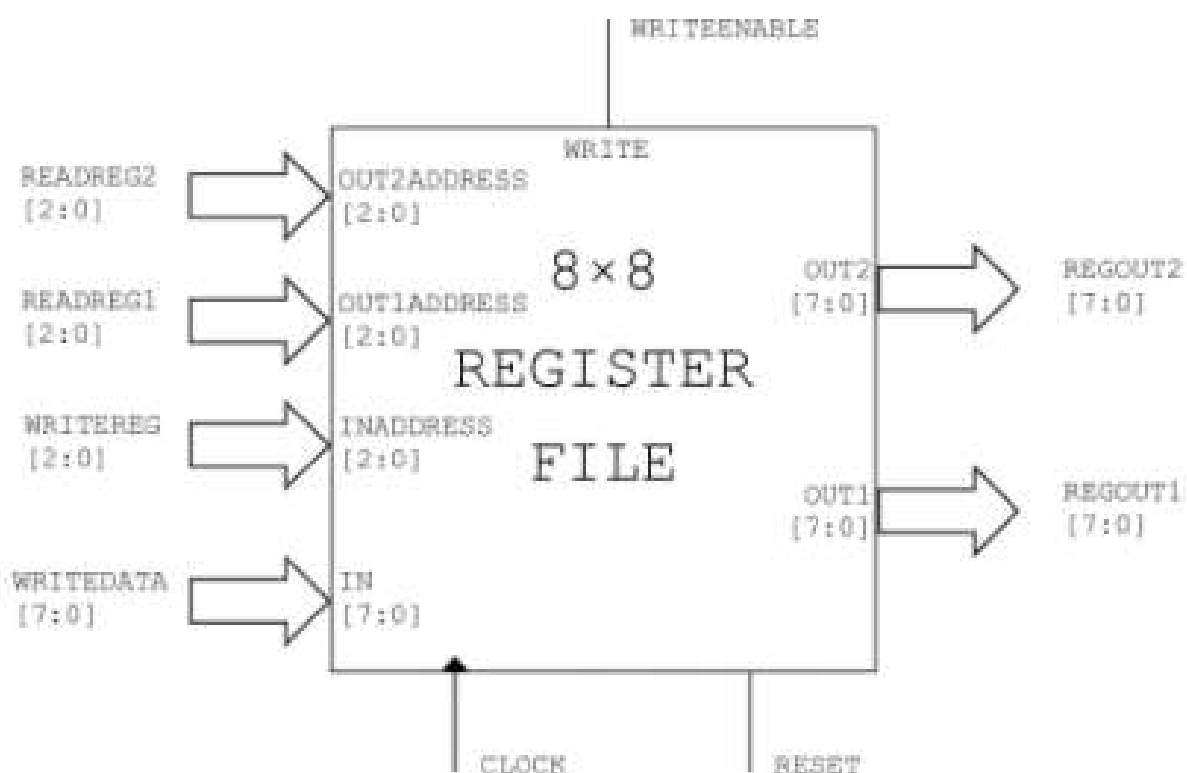 WRITEENABLE
WRITE
READREG2
[2:0]
OUT2ADDRESS
[2:0]
8×8
REGISTER
FILE
READREG1
[2:0]
OUT1ADDRESS
[2:0]
WRITEREG
[2:0]
INADDRESS
[2:0]
WRITEDATA
[7:0]
IN
[7:0]
OUT2
[7:0]
REGOUT2
[7:0]
OUT1
[7:0]
REGOUT1
[7:0]
CLOCK
RESET